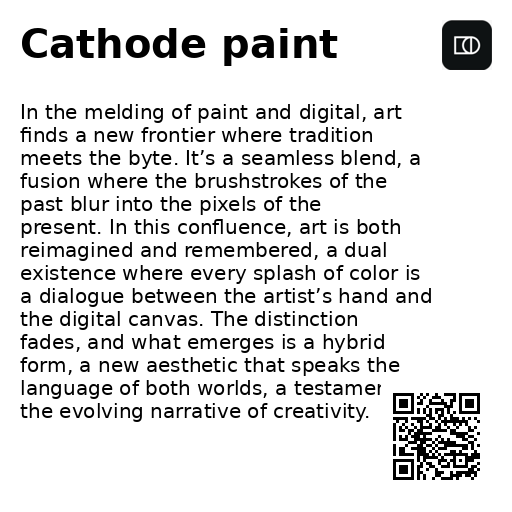 Cathode paint
In the melding of paint and digital, art
finds a new frontier where tradition
meets the byte. It’s a seamless blend, a
fusion where the brushstrokes of the
past blur into the pixels of the
present. In this confluence, art is both
reimagined and remembered, a dual
existence where every splash of color is
a dialogue between the artist’s hand and
the digital canvas. The distinction
fades, and what emerges is a hybrid
form, a new aesthetic that speaks the
language of both worlds, a
the evolving narrative of creativity.